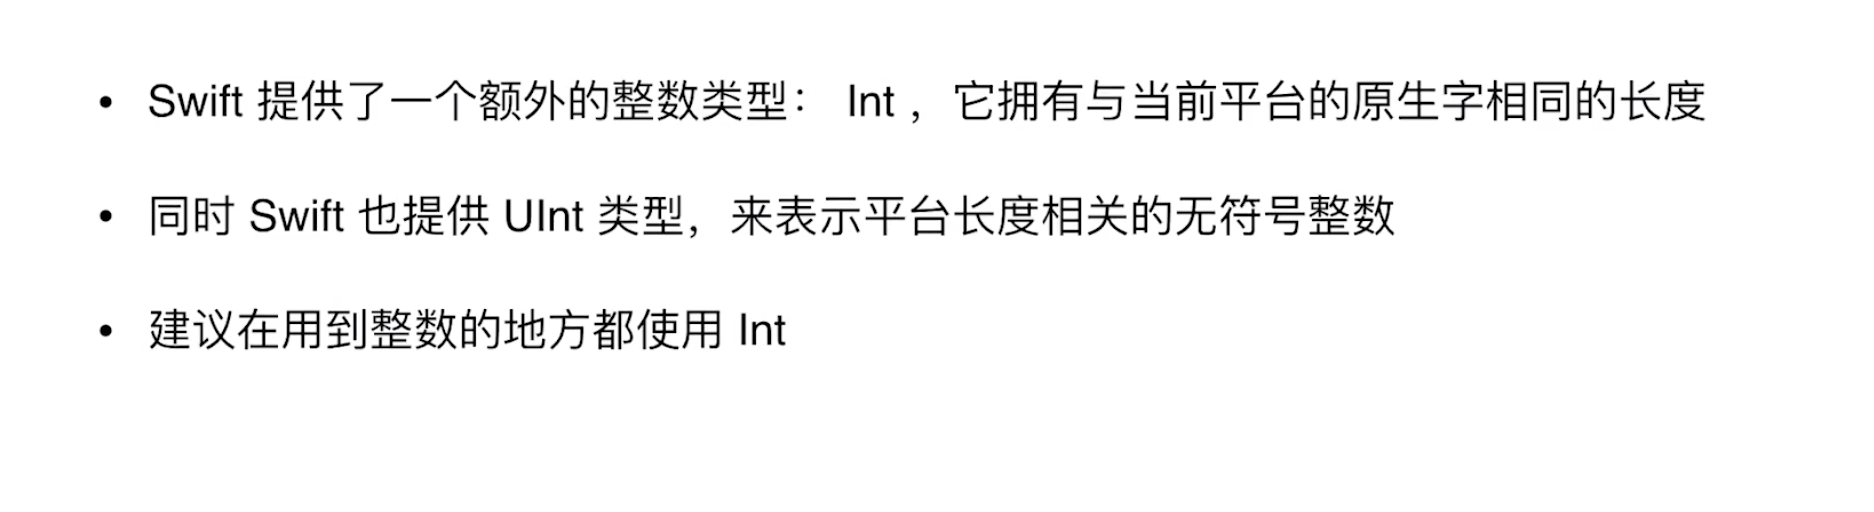 • Swift 提供了一个额外的整数类型： Int ，它拥有与当前平台的原生字相同的长度
• 同时 Swift 也提供 UInt 类型，来表示平台长度相关的无符号整数
• 建议在用到整数的地方都使用 Int